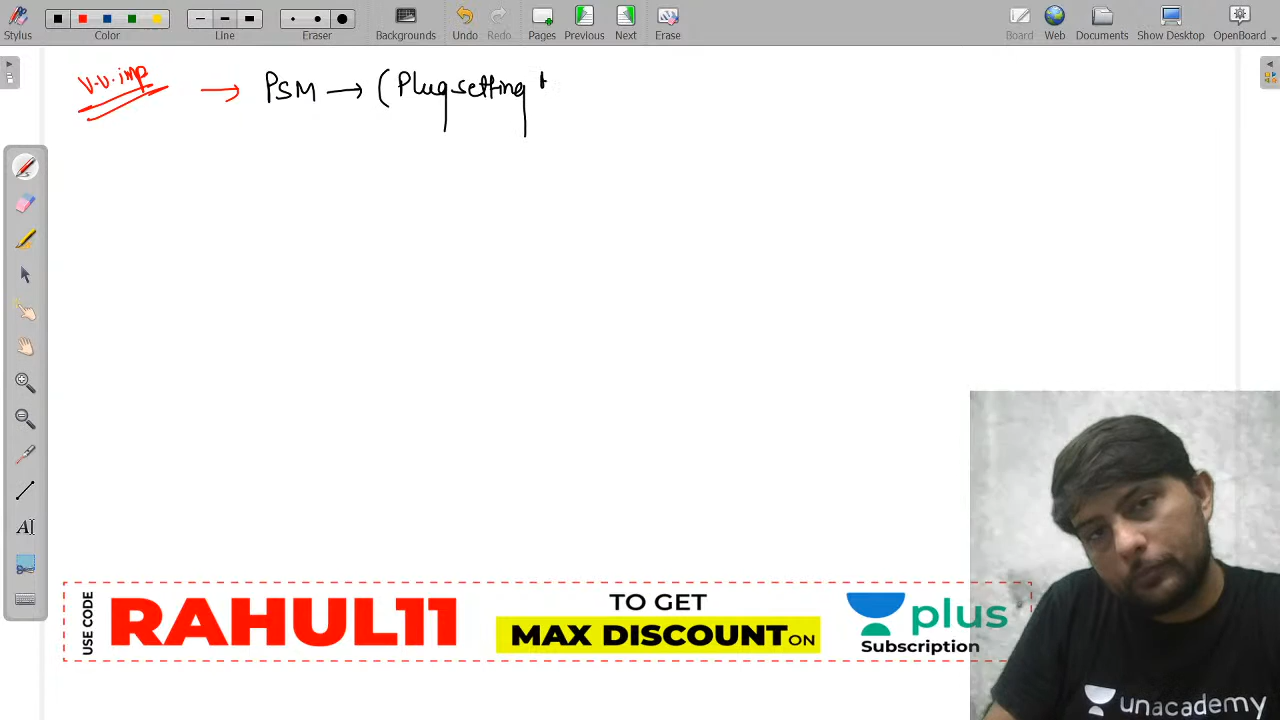 Stylus
Color
Line
Eraser
Backgrounds
Undo
Redo
Pages
Previous
Next
Erase
Board
Web
Documents
Show Desktop
OpenBoard
V.V.imp → PSM → (Plug setting
USE CODE
RAHUL11
TO GET
MAX DISCOUNT ON
plus
Subscription
unacademy